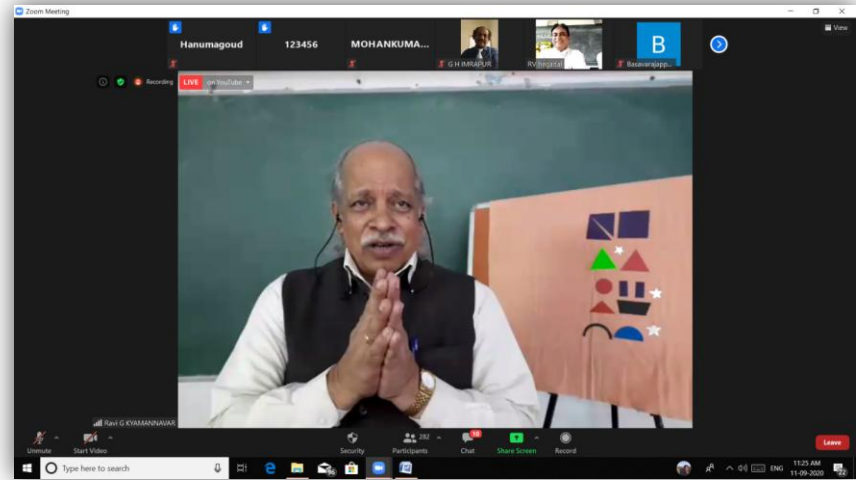 Zoom Meeting
View
Hanumagoud
123456
MOHANKUMA...
G H IMRAPUR
RV hegadal
B
Basavarajapp...
Recording
LIVE on YouTube
Ravi G KYAMANNAVAR
Unmute
Start Video
Security
282
Participants
Chat
Share Screen
Record
Leave
Type here to search
ENG
11:25 AM
11-09-2020
22